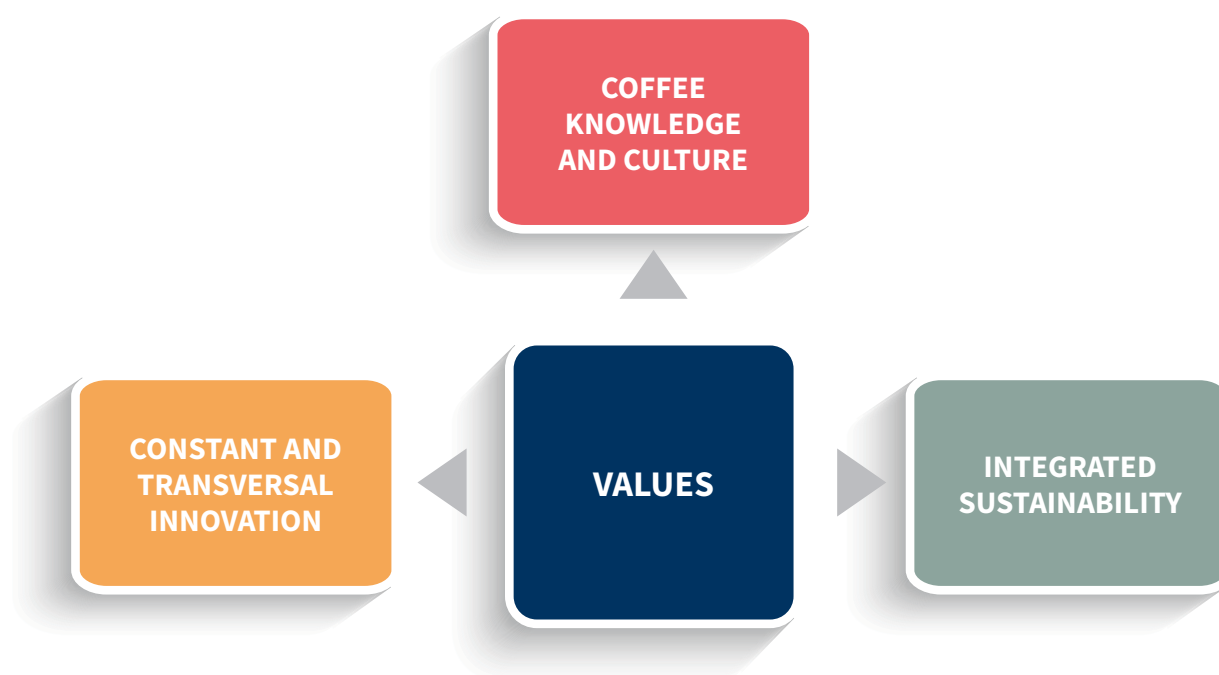 COFFEE
KNOWLEDGE
AND CULTURE
CONSTANT AND
TRANSVERSAL
INNOVATION
VALUES
INTEGRATED
SUSTAINABILITY